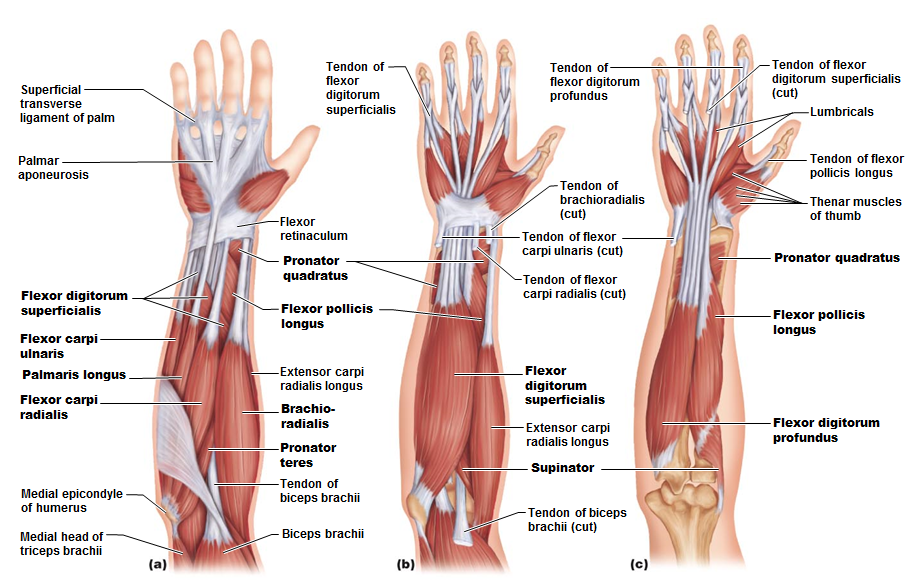 Superficial
transverse
ligament of palm
Palmar
aponeurosis
Flexor
retinaculum
Pronator
quadratus
Flexor digitorum
superficialis
Flexor pollicis
longus
Flexor carpi
ulnaris
Palmaris longus
Extensor carpi
radialis longus
Flexor carpi
radialis
Brachio-
radialis
Pronator
teres
Tendon of
biceps brachii
Medial epicondyle
of humerus
Biceps brachii
Medial head of
triceps brachii
(a)
Tendon of
flexor
digitorum
superficialis
Tendon of
brachioradialis
(cut)
Tendon of flexor
carpi ulnaris (cut)
Tendon of flexor
carpi radialis (cut)
Flexor
digitorum
superficialis
Extensor carpi
radialis longus
Supinator
Tendon of biceps
brachii (cut)
(b)
Tendon of
flexor digitorum
profundus
Tendon of flexor
digitorum superficialis
(cut)
Lumbricals
Tendon of flexor
pollicis longus
Thenar muscles
of thumb
Pronator quadratus
Flexor pollicis
longus
Flexor digitorum
profundus
(c)